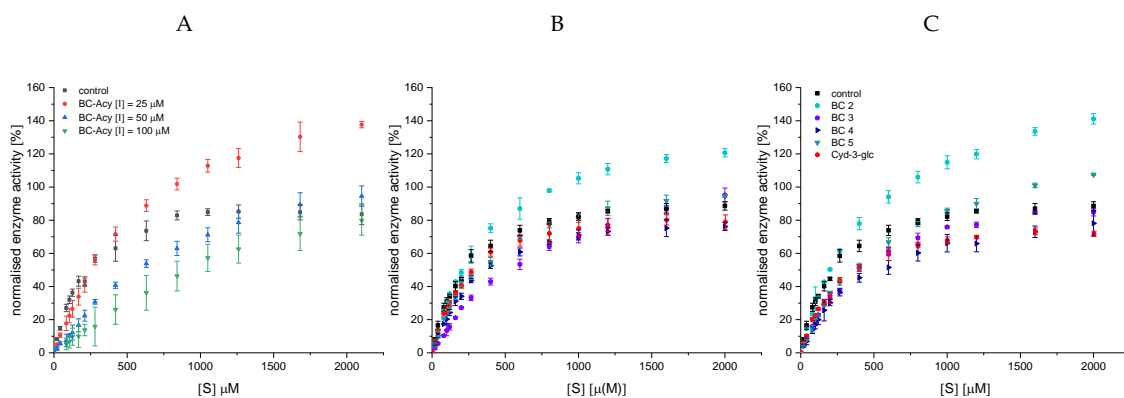 A
B
C
normalised enzyme activity [%]
160
140
120
100
80
60
40
20
0
control
BC-Acy [I] = 25 μM
BC-Acy [I] = 50 μM
BC-Acy [I] = 100 μM
0 500 1000 1500 2000
[S] μM
normalised enzyme activity [%]
160
140
120
100
80
60
40
20
0
0 500 1000 1500 2000
[S] [μ(M)]
normalised enzyme activity [%]
160
140
120
100
80
60
40
20
0
control
BC 2
BC 3
BC 4
BC 5
Cyd-3-glc
0 500 1000 1500 2000
[S] [μM]